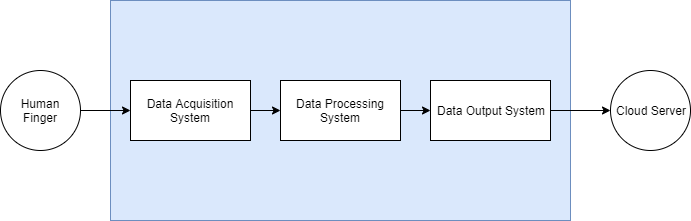 Human
Finger
Data Acquisition
System
Data Processing
System
Data Output System
Cloud Server